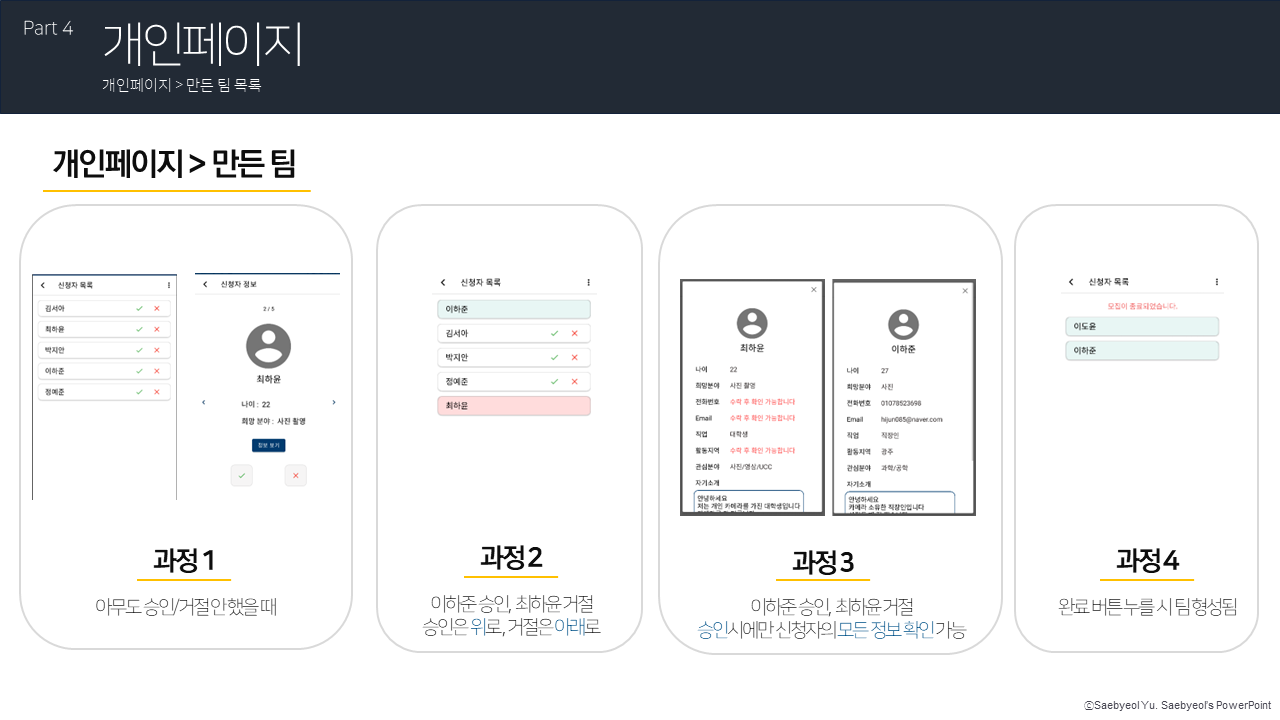 Part 4
개인페이지
개인페이지 > 만든 팀 목록
개인페이지 > 만든 팀
신청자 목록
김서아
최하윤
박지안
이하준
정예준
신청자 정보
2 / 5
최하윤
나이 : 22
희망 분야 : 사진 촬영
정보 보기
과정 1
아무도 승인/거절 안 했을 때
신청자 목록
이하준
김서아
박지안
정예준
최하윤
과정 2
이하준 승인, 최하윤 거절
승인은 위로, 거절은 아래로
최하윤
나이 22
희망분야 사진 촬영
전화번호 수락 후 확인 가능합니다
Email 수락 후 확인 가능합니다
직업 대학생
활동지역 수락 후 확인 가능합니다
관심분야 사진/영상/UCC
자기소개
안녕하세요
저는 개인 카메라를 가진 대학생입니다
이하준
나이 27
희망분야 사진
전화번호 01078523698
Email hijun085@naver.com
직업 직장인
활동지역 광주
관심분야 과학/공학
자기소개
안녕하세요
카메라 소유한 직장인입니다
과정 3
이하준 승인, 최하윤 거절
승인시에만 신청자의 모든 정보 확인 가능
신청자 목록
모집이 종료되었습니다.
이도윤
이하준
과정 4
완료 버튼 누를 시 팀 형성됨
ⓒSaebyeol Yu. Saebyeol's PowerPoint